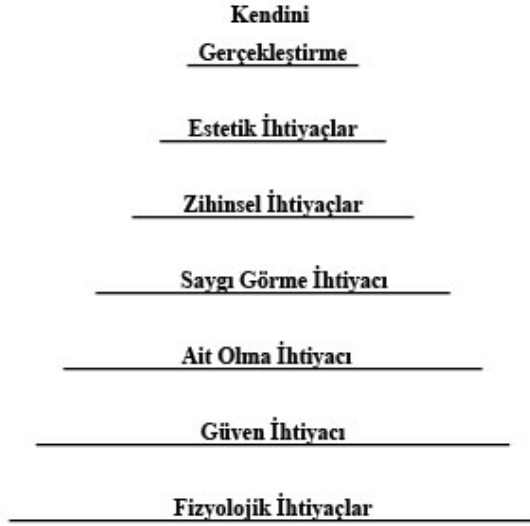 Kendini
Gerçekleştirme
Estetik İhtiyaçlar
Zihinsel İhtiyaçlar
Saygı Görme İhtiyacı
Ait Olma İhtiyacı
Güven İhtiyacı
Fizyolojik İhtiyaçlar